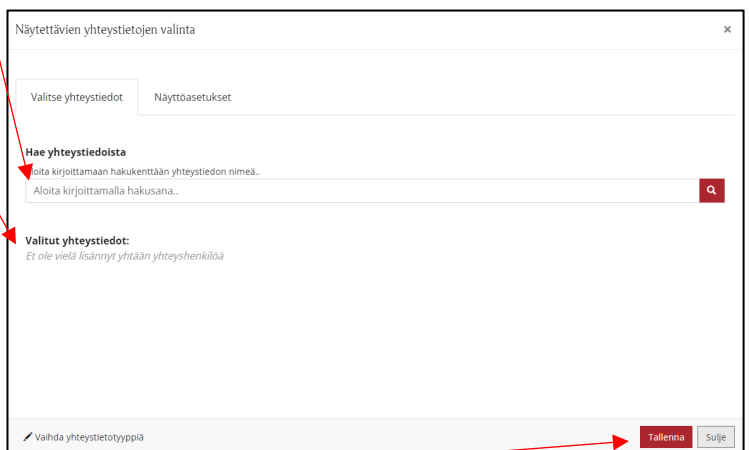 Näytettävien yhteystietojen valinta ×
Valitse yhteystiedot Näyttöasetukset
Hae yhteystiedoista
Aloita kirjoittamaan hakukenttään yhteystiedon nimeä..
Aloita kirjoittamalla hakusana..
Valitut yhteystiedot:
Et ole vielä lisännyt yhtään yhteyshenkilöä
Vaihda yhteystietotyyppiä Tallenna Sulje